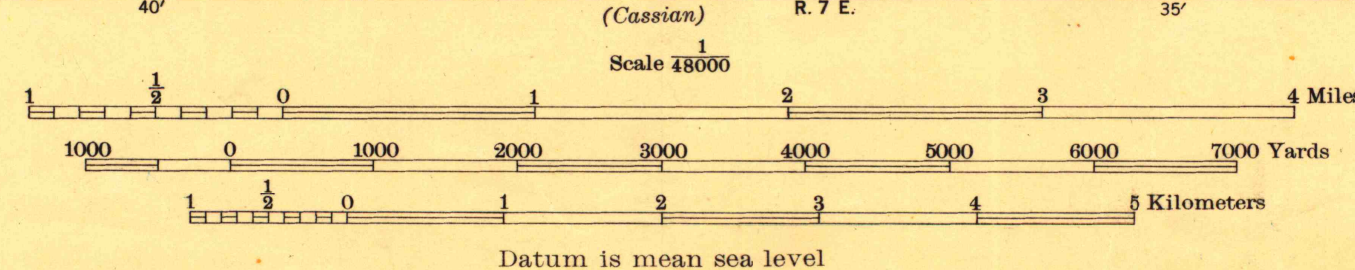 40′ (Cassian) R. 7 E. 35′
Scale 1/48000
1 1/2 0 1 2 3 4 Miles
1000 0 1000 2000 3000 4000 5000 6000 7000 Yards
1 1/2 0 1 2 3 4 5 Kilometers
Datum is mean sea level